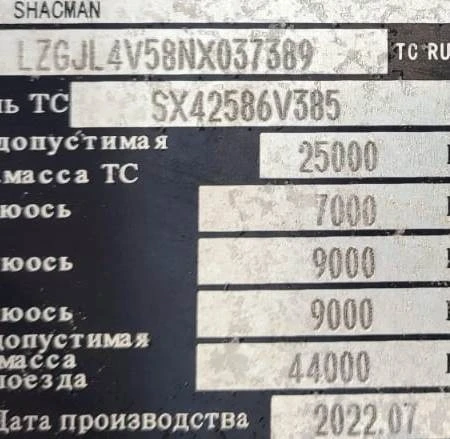 SHACMAN
LZGJL4V58NX037389 TC RU
ь ТС SX42586V385
допустимая
масса ТС 25000
юось 7000
юось 9000
юось 9000
допустимая
масса
поезда 44000
Дата производства 2022.07